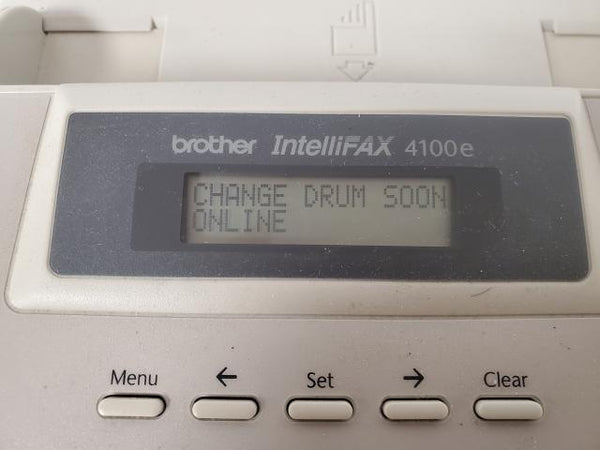 brother IntelliFAX 4100e
CHANGE DRUM SOON
ONLINE
Menu ← Set → Clear